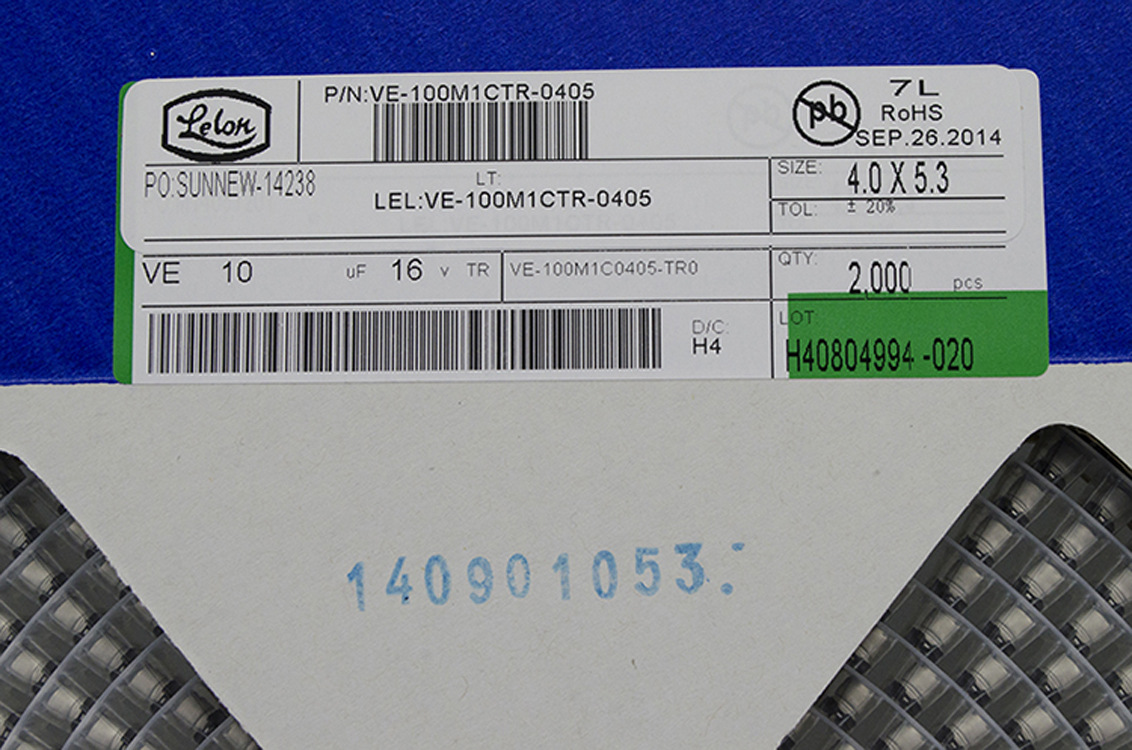 Lelon
P/N:VE-100M1CTR-0405
pb
7L
RoHS
SEP.26.2014
PO:SUNNEW-14238
LT:
LEL:VE-100M1CTR-0405
SIZE: 4.0 X 5.3
TOL: ± 20%
VE 10 uF 16 v TR
VE-100M1C0405-TR0
QTY: 2,000 pcs
D/C:
H4
LOT:
H40804994 -020
140901053